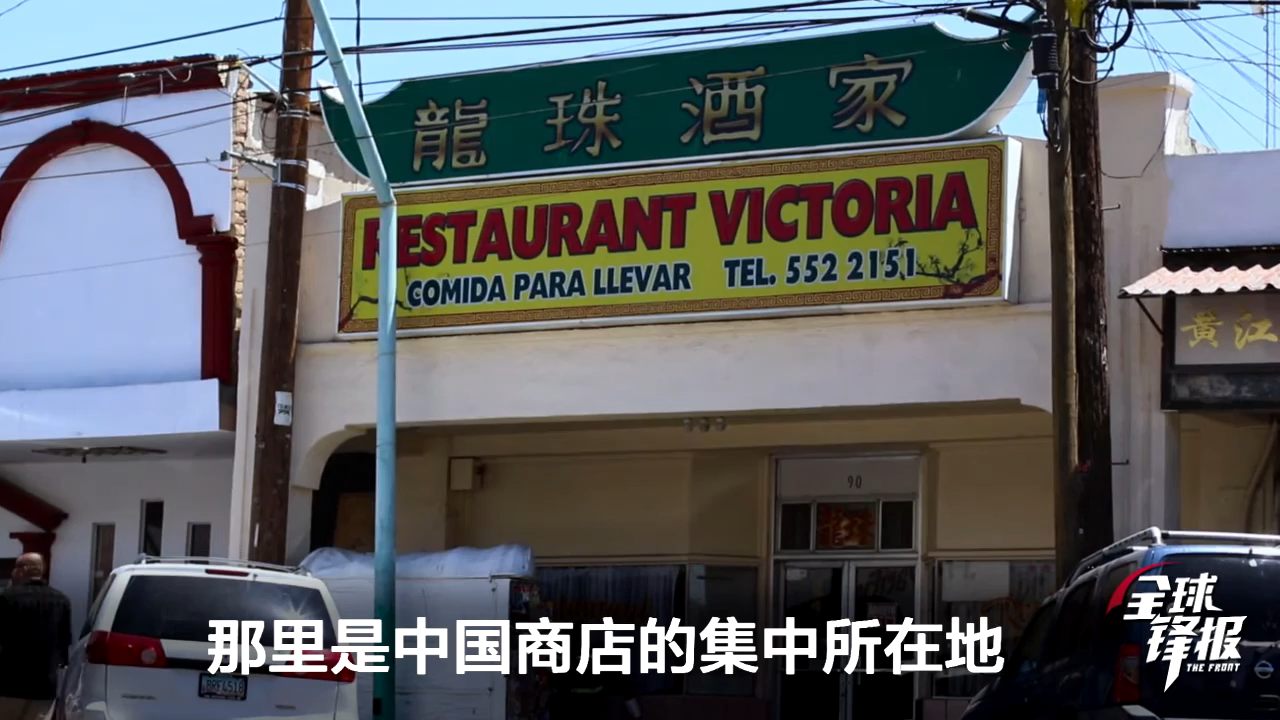 龍珠酒家
RESTAURANT VICTORIA
COMIDA PARA LLEVAR TEL. 552 2151
黃江
90
那里是中国商店的集中所在地
全球
锋报
THE FRONT